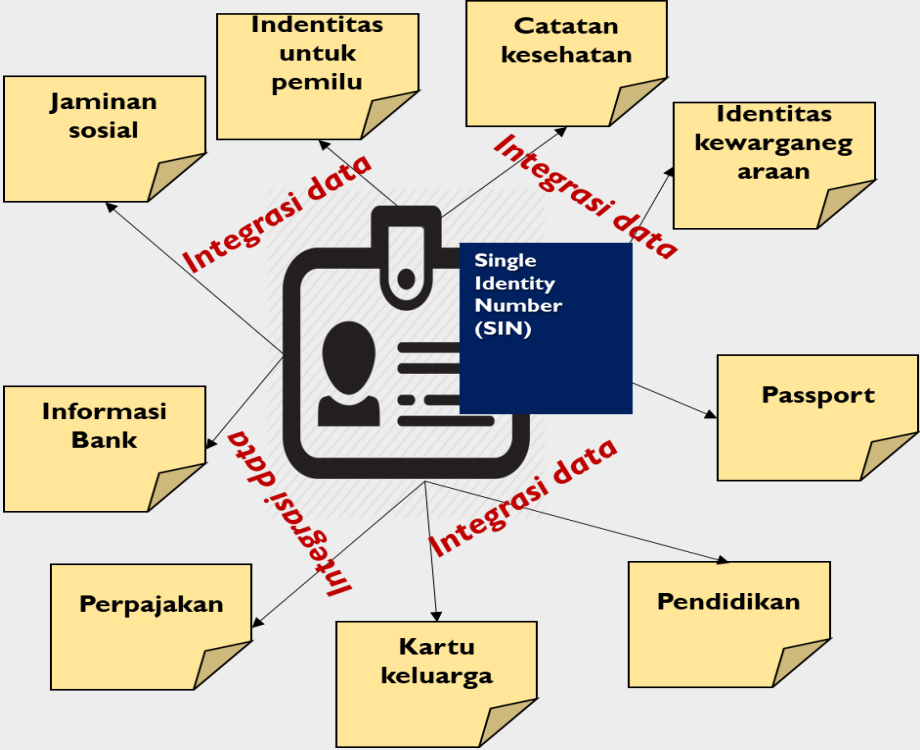 Indentitas
untuk
pemilu
Catatan
kesehatan
Jaminan
sosial
Identitas
kewarganeg
araan
Integrasi data
Integrasi data
Single
Identity
Number
(SIN)
Passport
Informasi
Bank
Integrasi data
Integrasi data
Perpajakan
Kartu
keluarga
Pendidikan